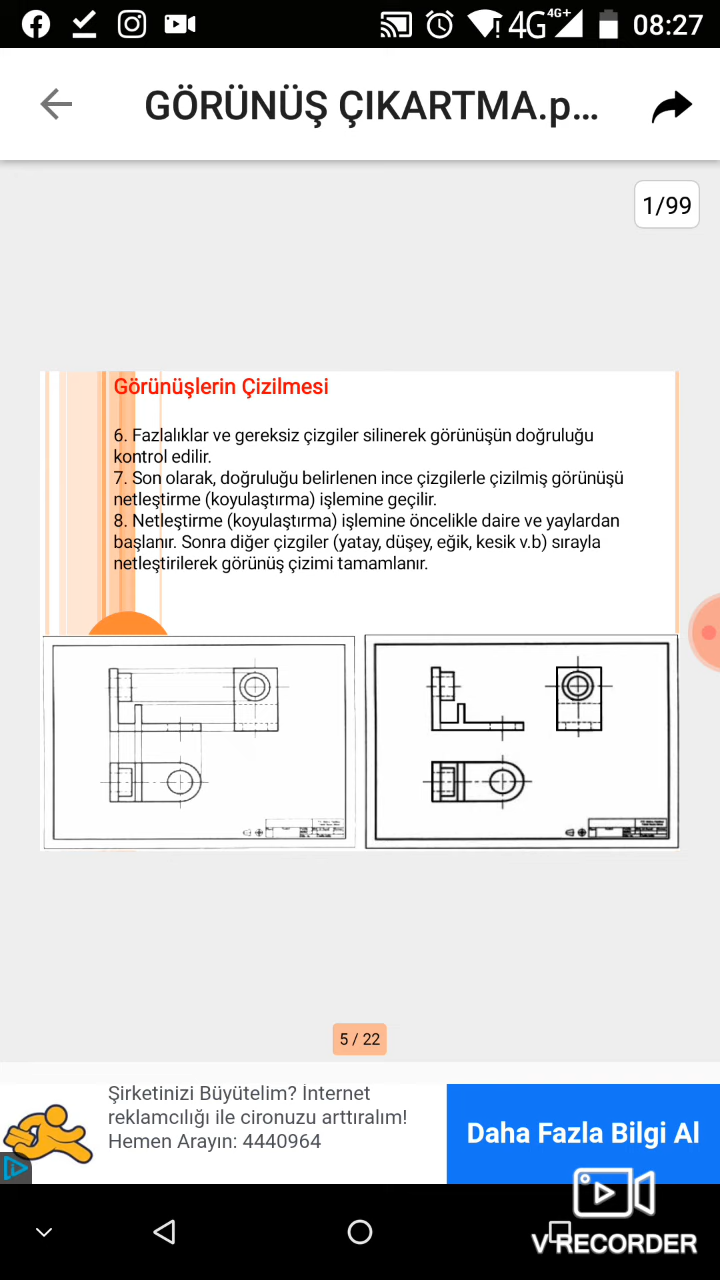 4G 4G+ 08:27
GÖRÜNÜŞ ÇIKARTMA.p...
1/99
Görünüşlerin Çizilmesi
6. Fazlalıklar ve gereksiz çizgiler silinerek görünüşün doğruluğu
kontrol edilir.
7. Son olarak, doğruluğu belirlenen ince çizgilerle çizilmiş görünüşü
netleştirme (koyulaştırma) işlemine geçilir.
8. Netleştirme (koyulaştırma) işlemine öncelikle daire ve yaylardan
başlanır. Sonra diğer çizgiler (yatay, düşey, eğik, kesik v.b) sırayla
netleştirilerek görünüş çizimi tamamlanır.
5 / 22
Şirketinizi Büyütelim? İnternet
reklamcılığı ile cironuzu arttıralım!
Hemen Arayın: 4440964
Daha Fazla Bilgi Al
V RECORDER